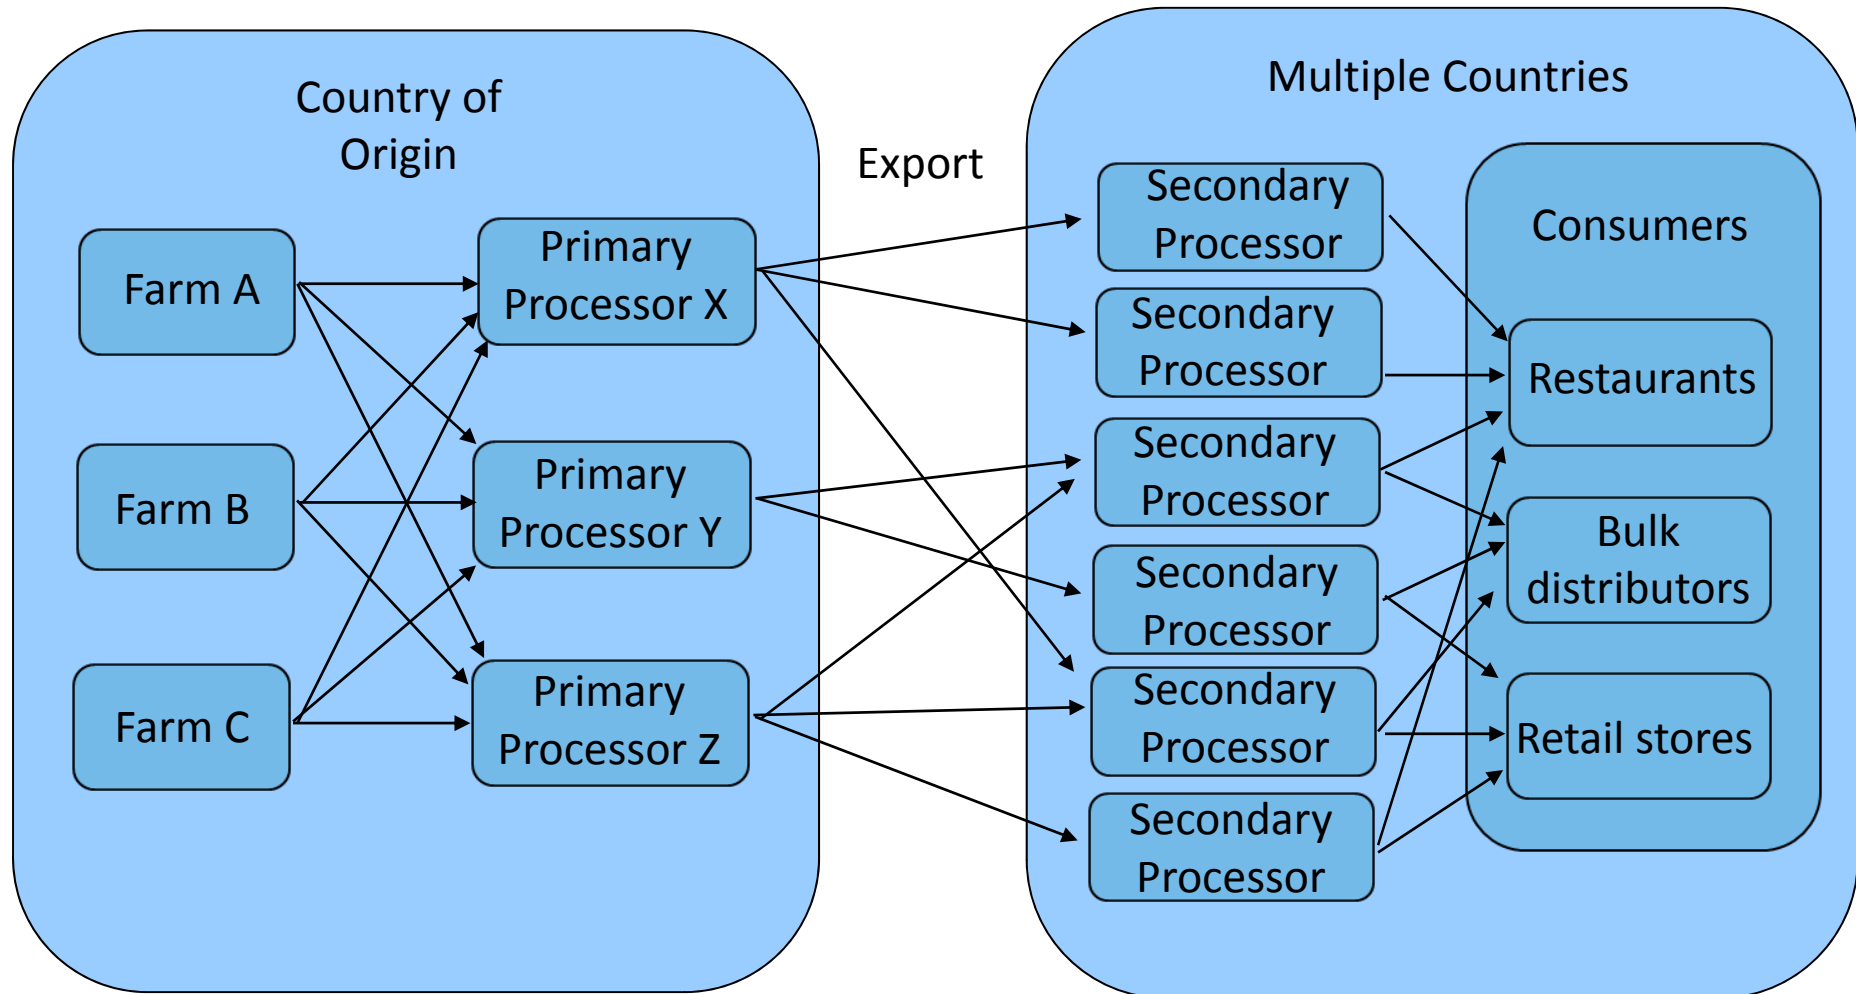 Country of
Origin
Farm A
Farm B
Farm C
Primary
Processor X
Primary
Processor Y
Primary
Processor Z
Export
Multiple Countries
Secondary
Processor
Secondary
Processor
Secondary
Processor
Secondary
Processor
Secondary
Processor
Secondary
Processor
Consumers
Restaurants
Bulk
distributors
Retail stores